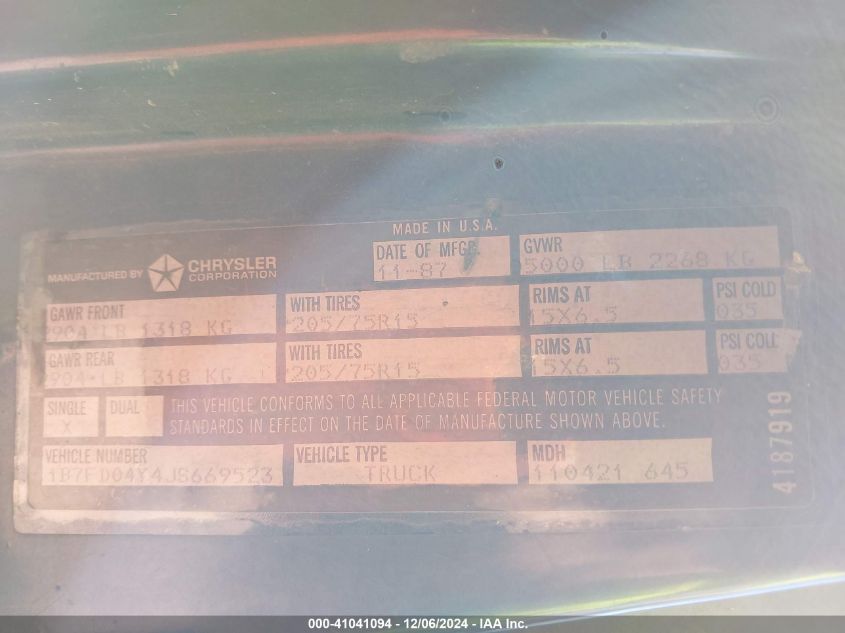 MADE IN U.S.A.
MANUFACTURED BY CHRYSLER CORPORATION
DATE OF MFGR. 11-87
GVWR 5000 LB 2268 KG
GAWR FRONT 904 LB 1318 KG
WITH TIRES 205/75R15
RIMS AT 15X6.5
PSI COLD 035
GAWR REAR 904 LB 1318 KG
WITH TIRES 205/75R15
RIMS AT 15X6.5
PSI COLD 035
SINGLE X DUAL
THIS VEHICLE CONFORMS TO ALL APPLICABLE FEDERAL MOTOR VEHICLE SAFETY
STANDARDS IN EFFECT ON THE DATE OF MANUFACTURE SHOWN ABOVE.
VEHICLE NUMBER 1B7FD04Y4JS669523
VEHICLE TYPE TRUCK
MDH 110421 645
4187919
000-41041094 - 12/06/2024 - IAA Inc.